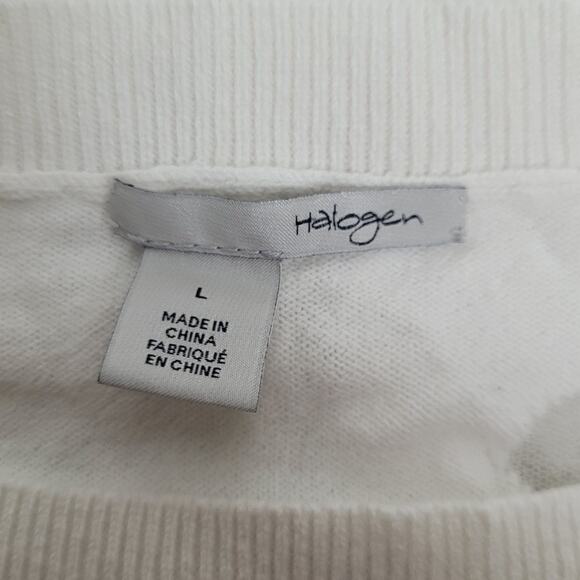 Halogen
L
MADE IN
CHINA
FABRIQUÉ
EN CHINE